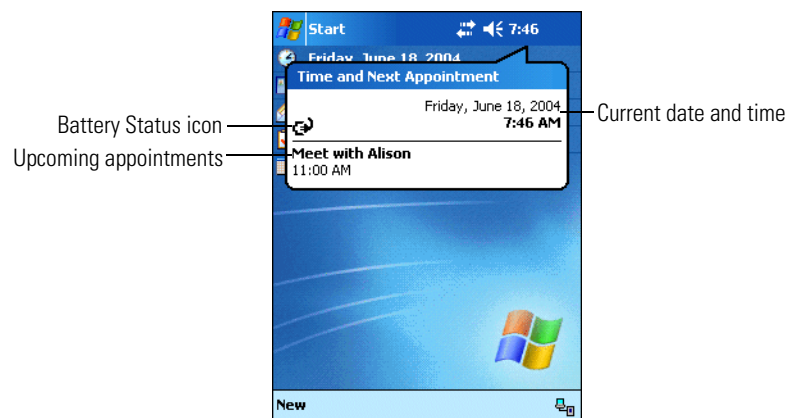 Start 7:46
Friday, June 18, 2004
Time and Next Appointment
Friday, June 18, 2004
7:46 AM
Current date and time
Battery Status icon
Upcoming appointments
Meet with Alison
11:00 AM
New